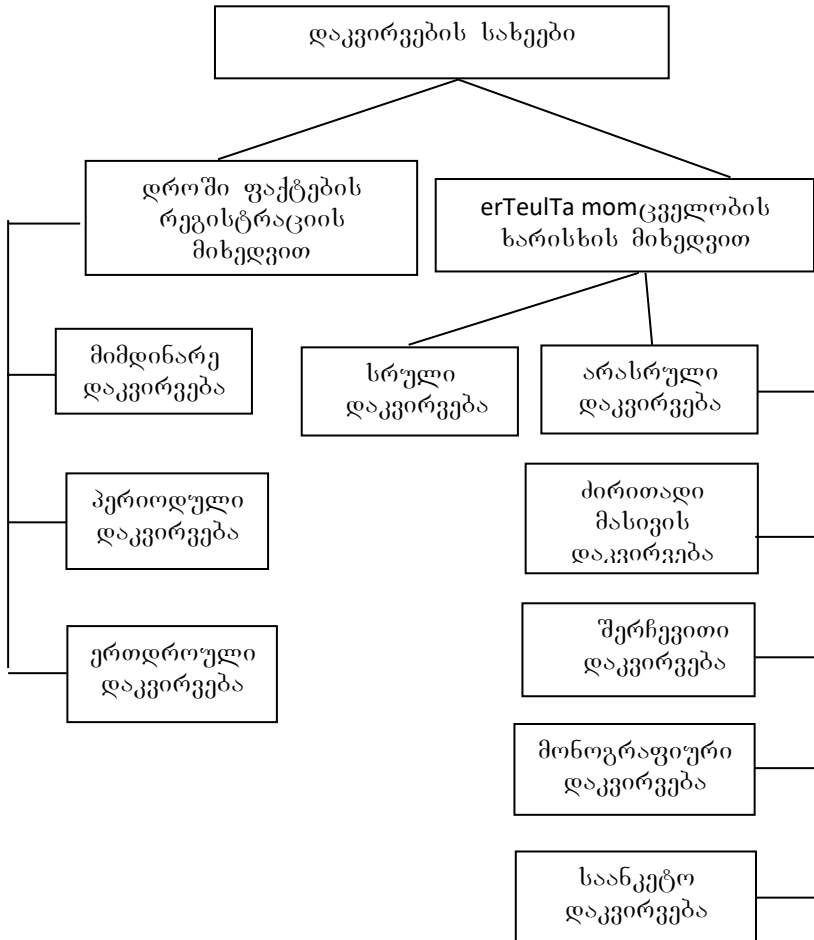 დაკვირვების სახეები
დროში ფაქტების
რეგისტრაციის
მიხედვით
erTeulTa momცველობის
ხარისხის მიხედვით
მიმდინარე
დაკვირვება
სრული
დაკვირვება
არასრული
დაკვირვება
პერიოდული
დაკვირვება
ძირითადი
მასივის
დაკვირვება
ერთდროული
დაკვირვება
შერჩევითი
დაკვირვება
მონოგრაფიური
დაკვირვება
საანკეტო
დაკვირვება